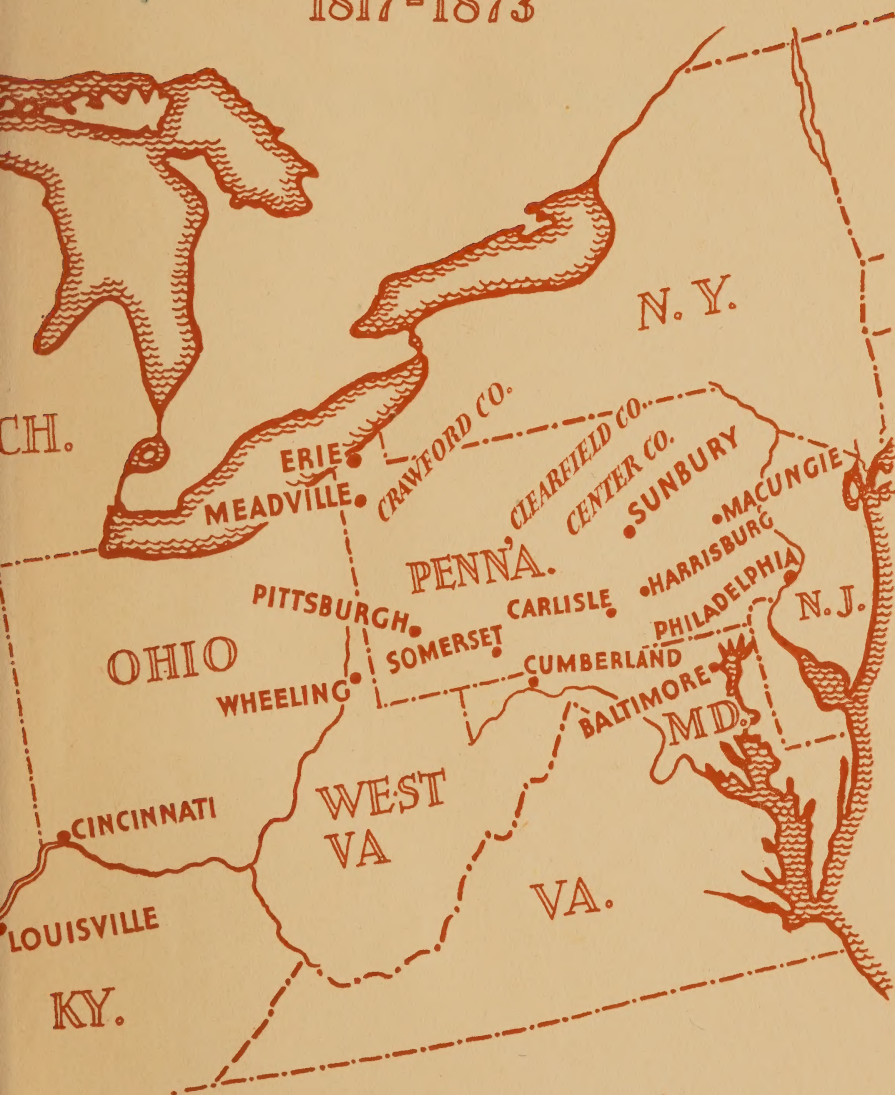 1817-1873
N. Y.
CH.
CRAWFORD CO.
CLEARFIELD CO.
CENTER CO.
ERIE
SUNBURY
MEADVILLE
MACUNGIE
PENN'A.
HARRISBURG
PITTSBURGH
CARLISLE
PHILADELPHIA
N.J.
OHIO
SOMERSET
CUMBERLAND
WHEELING
BALTIMORE
MD.
WEST
VA
CINCINNATI
VA.
LOUISVILLE
KY.